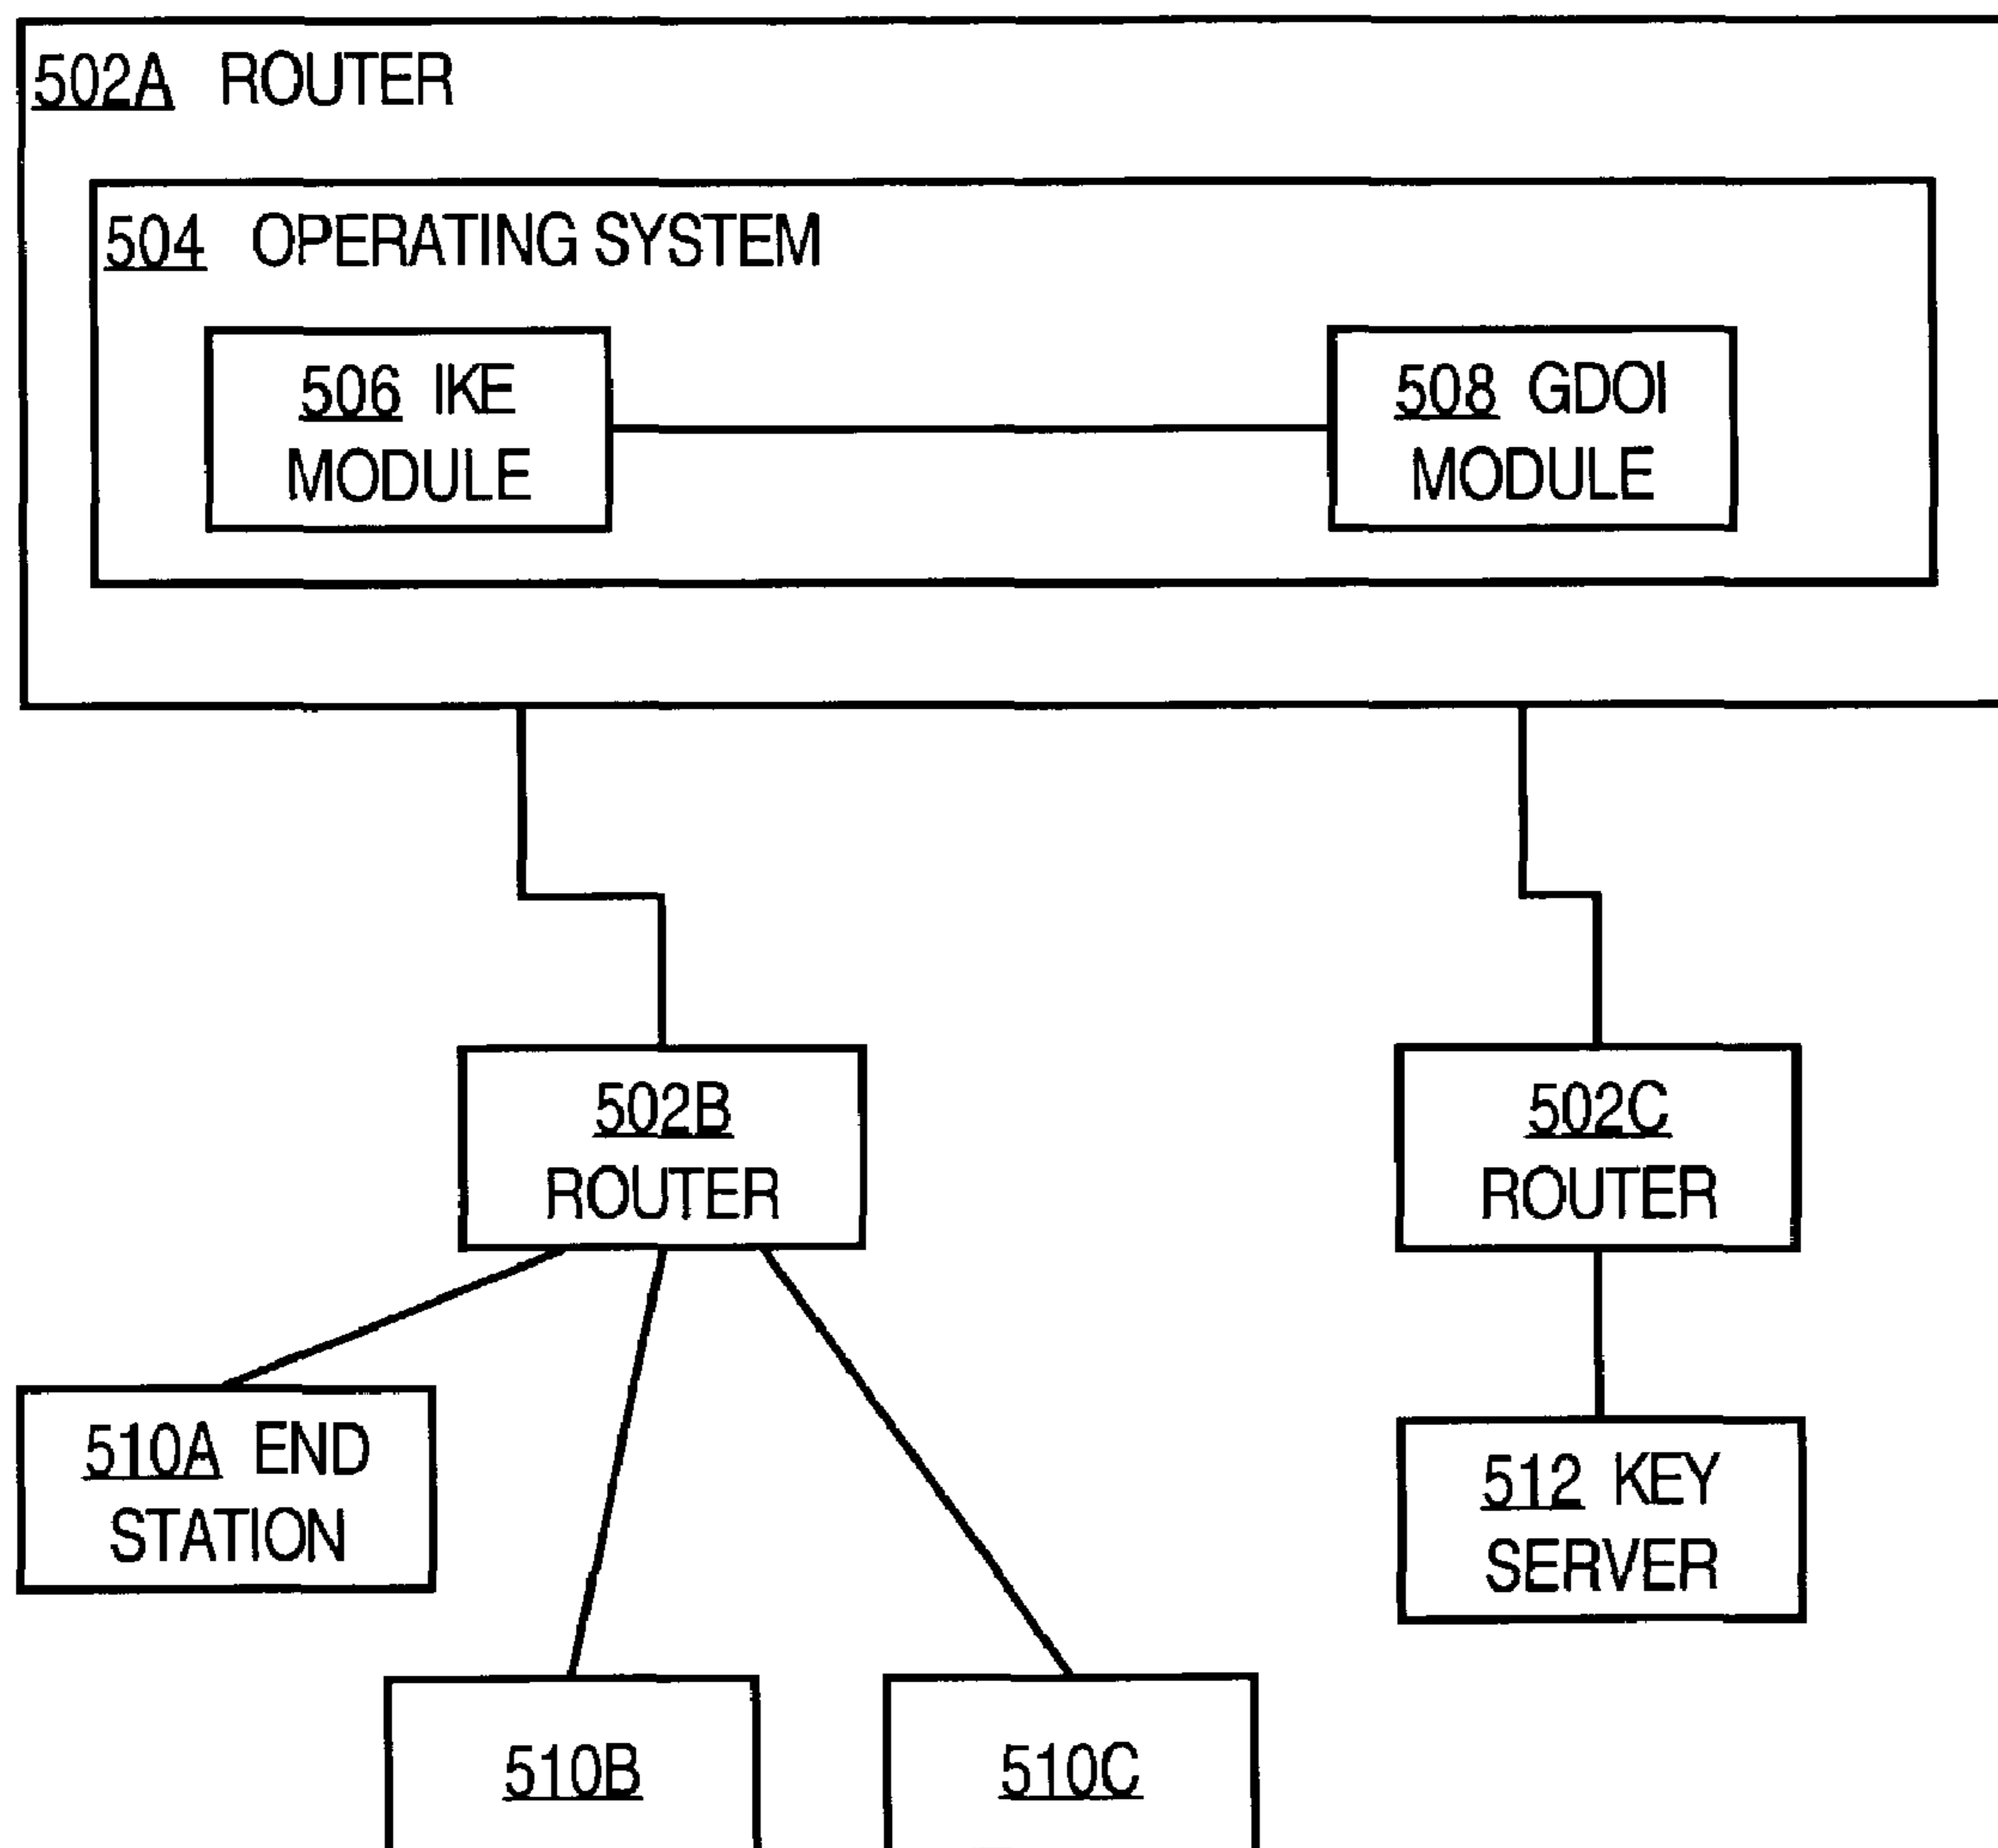 502A ROUTER
504 OPERATING SYSTEM
506 IKE
MODULE
508 GDOI
MODULE
502B
ROUTER
502C
ROUTER
510A END
STATION
512 KEY
SERVER
510B
510C